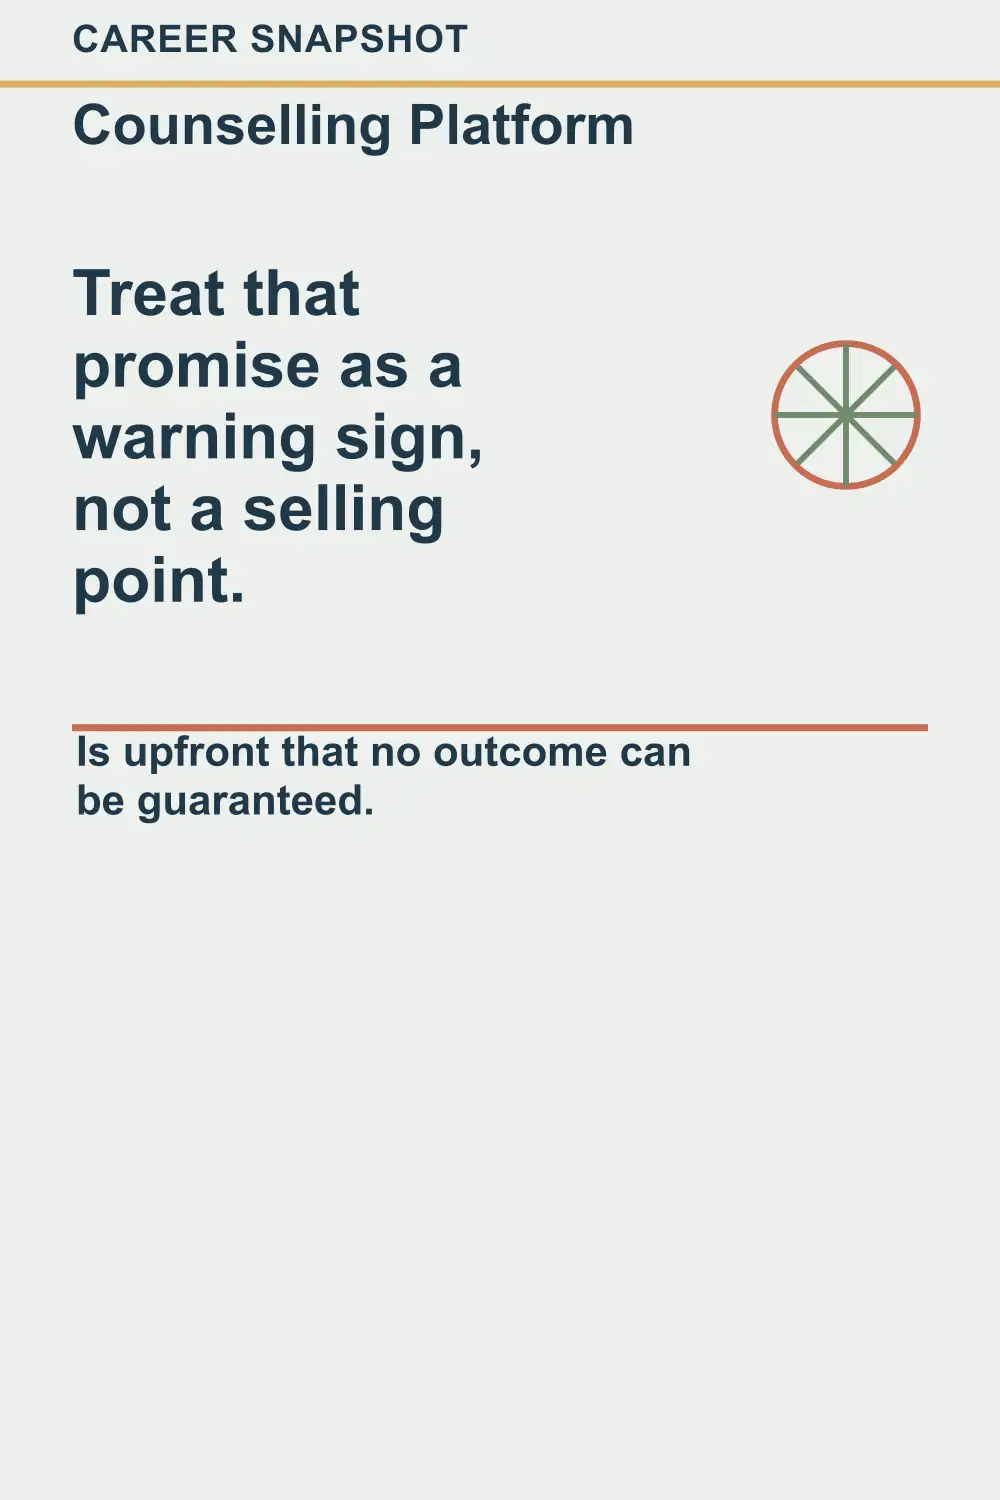 CAREER SNAPSHOT
Counselling Platform
Treat that
promise as a
warning sign,
not a selling
point.
Is upfront that no outcome can
be guaranteed.